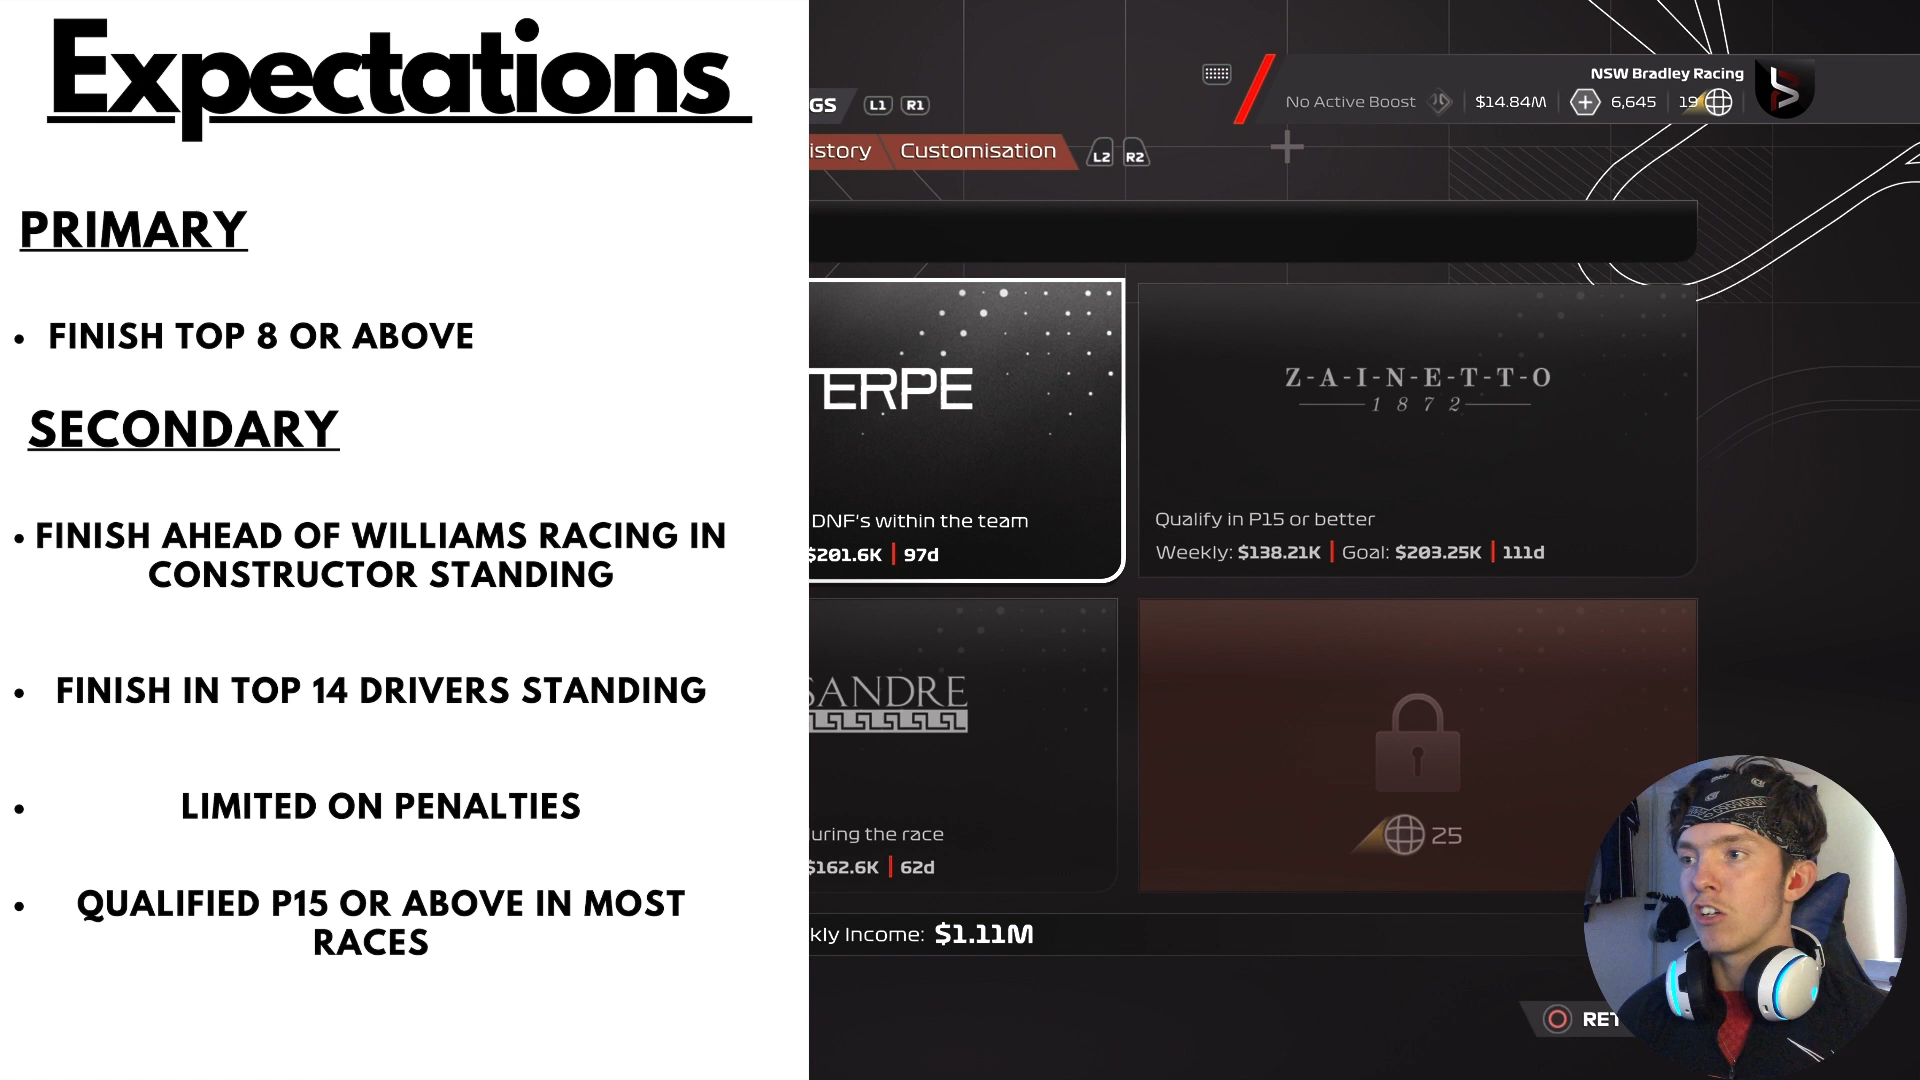 Expectations
PRIMARY
• FINISH TOP 8 OR ABOVE
SECONDARY
• FINISH AHEAD OF WILLIAMS RACING IN
CONSTRUCTOR STANDING
• FINISH IN TOP 14 DRIVERS STANDING
• LIMITED ON PENALTIES
• QUALIFIED P15 OR ABOVE IN MOST
RACES
GS L1 R1
istory Customisation L2 R2
NSW Bradley Racing
No Active Boost $14.84M 6,645 19
TERPE
DNF's within the team
$201.6K 97d
Z-A-I-N-E-T-T-O
1872
Qualify in P15 or better
Weekly: $138.21K Goal: $203.25K 111d
SANDRE
uring the race
$162.6K 62d
25
kly Income: $1.11M
RET